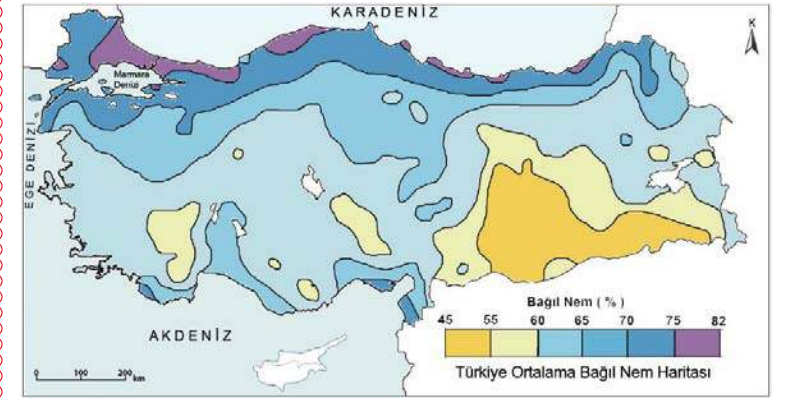 KARADENİZ
K
Marmara
Denizi
EGE DENİZİ
AKDENİZ
Bağıl Nem ( % )
45 55 60 65 70 75 82
0 100 200 km
Türkiye Ortalama Bağıl Nem Haritası